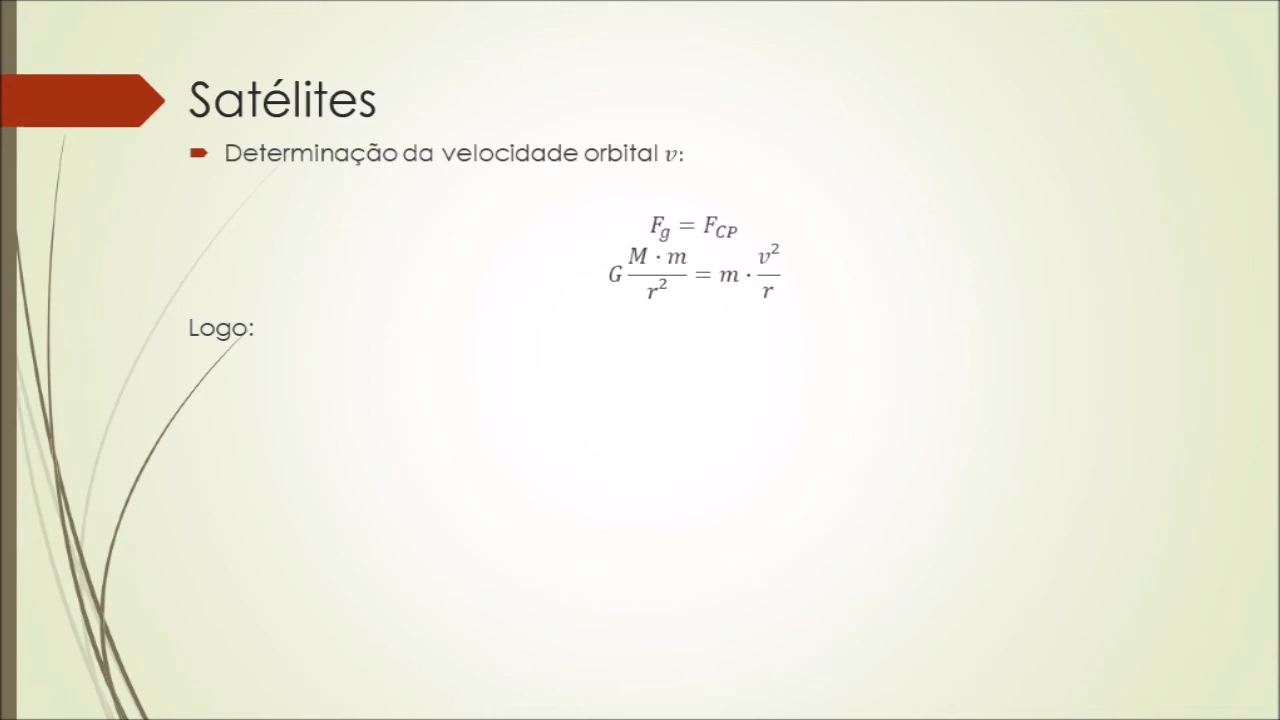 Satélites
Determinação da velocidade orbital v:
F_g = F_CP
G M · m / r² = m · v² / r
Logo: